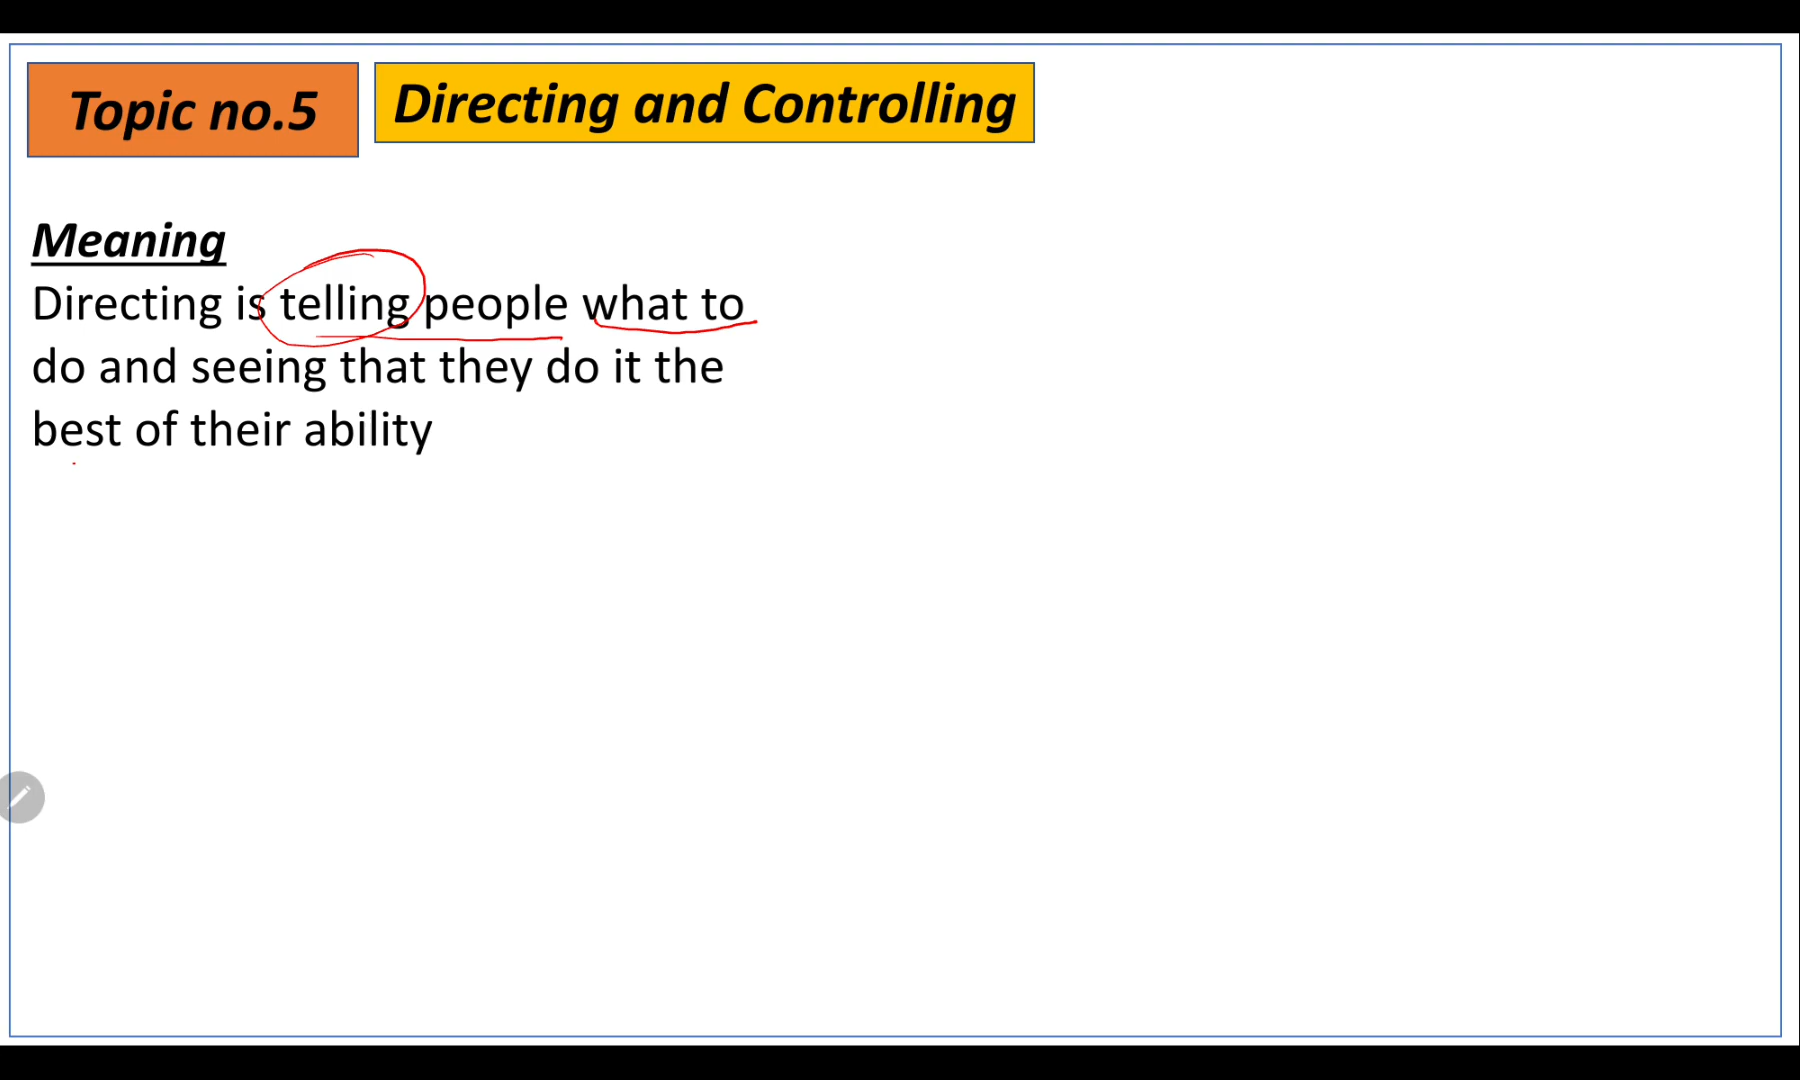 Topic no.5
Directing and Controlling
Meaning
Directing is telling people what to
do and seeing that they do it the
best of their ability